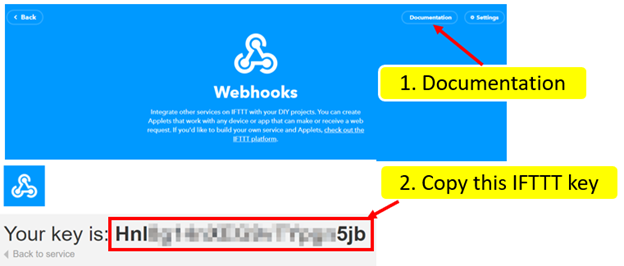 Back
Documentation
Settings
1. Documentation
Webhooks
Integrate other services on IFTTT with your DIY projects. You can create
Applets that work with any device or app that can make or receive a web
request. If you'd like to build your own service and Applets, check out the
IFTTT platform.
2. Copy this IFTTT key
Your key is: Hnl 5jb
Back to service